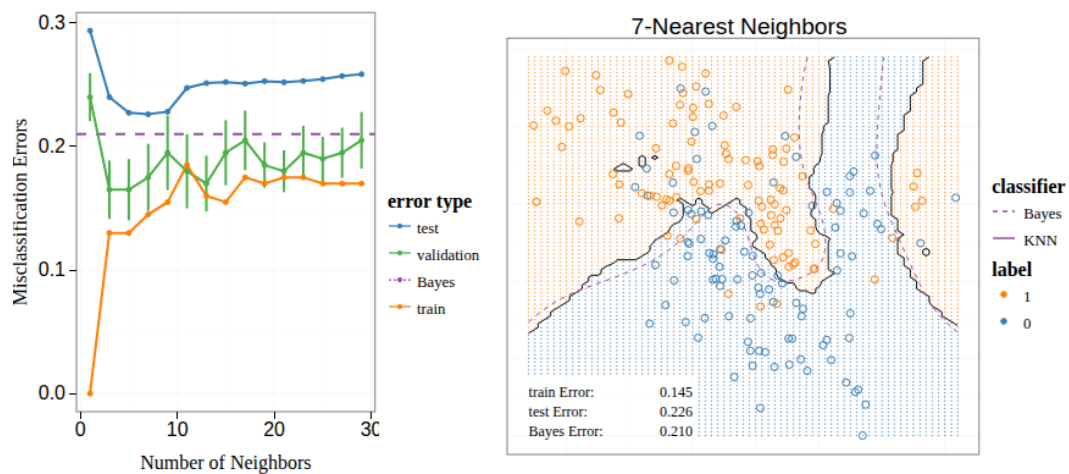 0.3
0.2
0.1
0.0
0
10
20
30
Misclassification Errors
Number of Neighbors
error type
test
validation
Bayes
train
7-Nearest Neighbors
train Error: 0.145
test Error: 0.226
Bayes Error: 0.210
classifier
Bayes
KNN
label
1
0